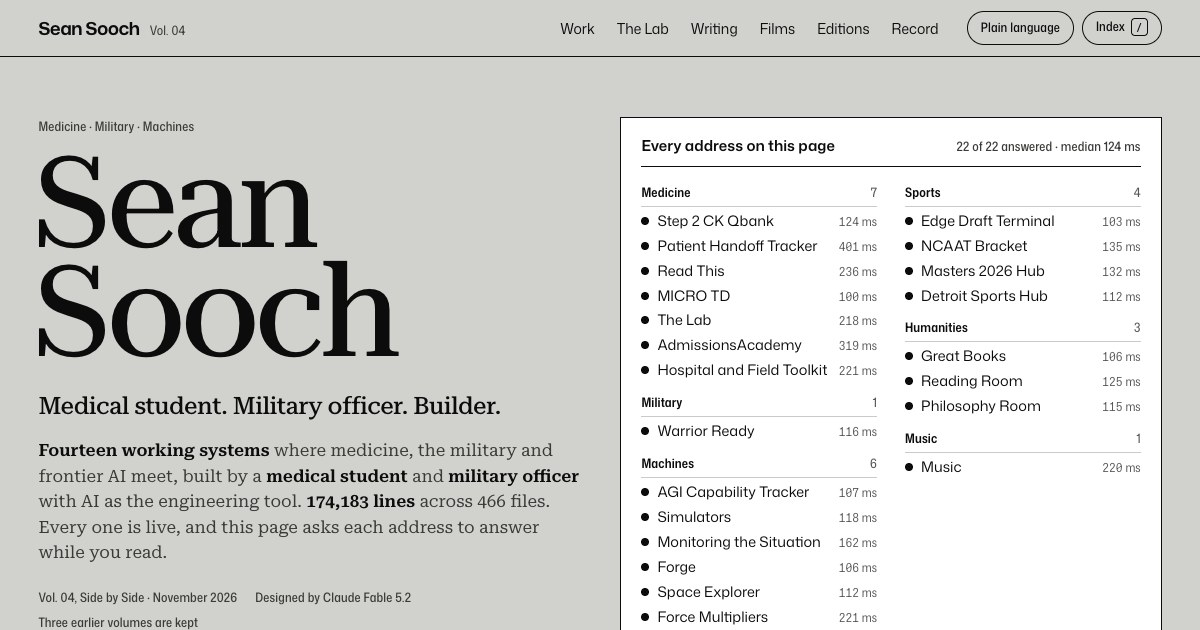 Sean Sooch Vol. 04
Work The Lab Writing Films Editions Record Plain language Index /
Medicine · Military · Machines
Sean
Sooch
Medical student. Military officer. Builder.
Fourteen working systems where medicine, the military and
frontier AI meet, built by a medical student and military officer
with AI as the engineering tool. 174,183 lines across 466 files.
Every one is live, and this page asks each address to answer
while you read.
Vol. 04, Side by Side · November 2026 Designed by Claude Fable 5.2
Three earlier volumes are kept
Every address on this page 22 of 22 answered · median 124 ms
Medicine 7
Step 2 CK Qbank 124 ms
Patient Handoff Tracker 401 ms
Read This 236 ms
MICRO TD 100 ms
The Lab 218 ms
AdmissionsAcademy 319 ms
Hospital and Field Toolkit 221 ms
Military 1
Warrior Ready 116 ms
Machines 6
AGI Capability Tracker 107 ms
Simulators 118 ms
Monitoring the Situation 162 ms
Forge 106 ms
Space Explorer 112 ms
Force Multipliers 221 ms
Sports 4
Edge Draft Terminal 103 ms
NCAAT Bracket 135 ms
Masters 2026 Hub 132 ms
Detroit Sports Hub 112 ms
Humanities 3
Great Books 106 ms
Reading Room 125 ms
Philosophy Room 115 ms
Music 1
Music 220 ms